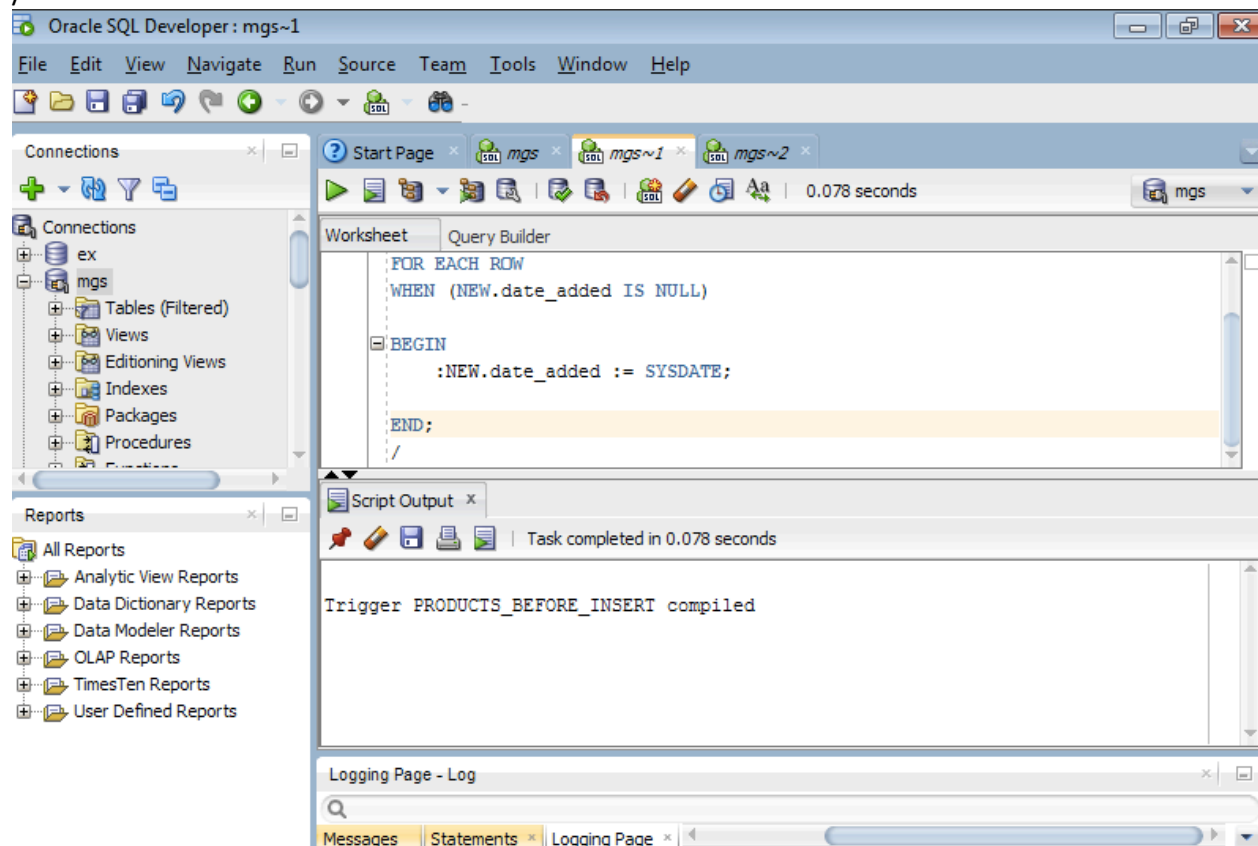 /
Oracle SQL Developer : mgs~1
File Edit View Navigate Run Source Team Tools Window Help
Connections
Start Page mgs mgs~1 mgs~2
0.078 seconds
mgs
Connections
ex
mgs
Tables (Filtered)
Views
Editioning Views
Indexes
Packages
Procedures
Worksheet Query Builder
FOR EACH ROW
WHEN (NEW.date_added IS NULL)
BEGIN
:NEW.date_added := SYSDATE;
END;
/
Reports
All Reports
Analytic View Reports
Data Dictionary Reports
Data Modeler Reports
OLAP Reports
TimesTen Reports
User Defined Reports
Script Output
Task completed in 0.078 seconds
Trigger PRODUCTS_BEFORE_INSERT compiled
Logging Page - Log
Messages Statements Logging Page